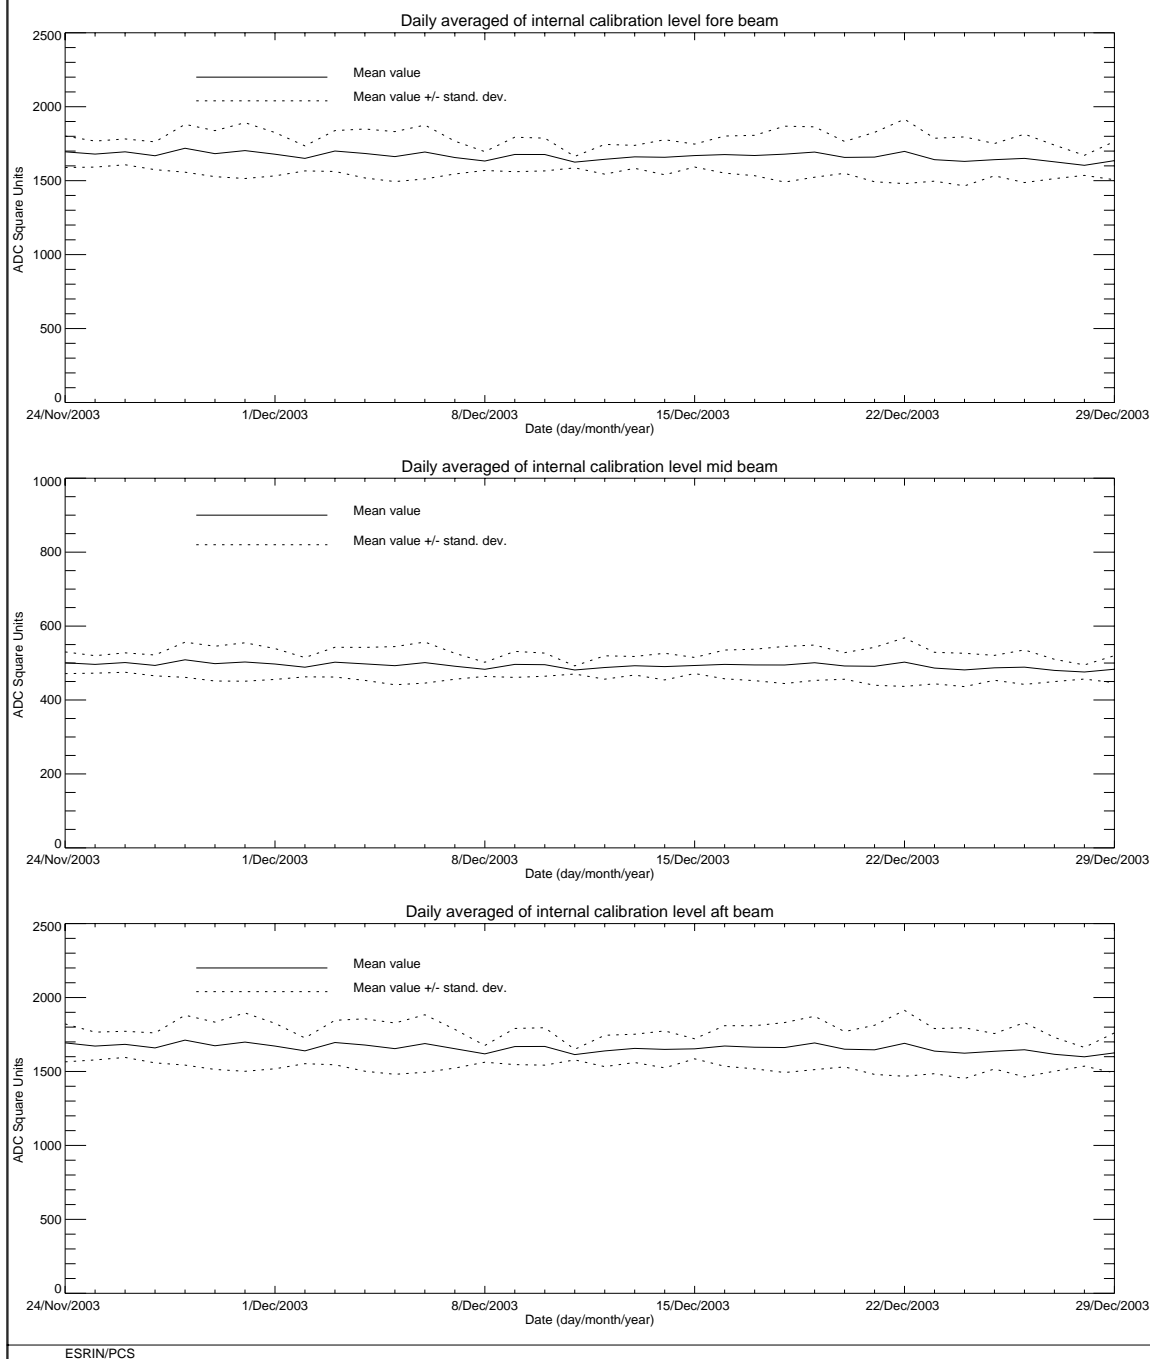 Daily averaged of internal calibration level fore beam
2500
2000
1500
1000
500
0
ADC Square Units
Mean value
Mean value +/- stand. dev.
24/Nov/2003 1/Dec/2003 8/Dec/2003 15/Dec/2003 22/Dec/2003 29/Dec/2003
Date (day/month/year)
Daily averaged of internal calibration level mid beam
1000
800
600
400
200
0
ADC Square Units
Mean value
Mean value +/- stand. dev.
24/Nov/2003 1/Dec/2003 8/Dec/2003 15/Dec/2003 22/Dec/2003 29/Dec/2003
Date (day/month/year)
Daily averaged of internal calibration level aft beam
2500
2000
1500
1000
500
0
ADC Square Units
Mean value
Mean value +/- stand. dev.
24/Nov/2003 1/Dec/2003 8/Dec/2003 15/Dec/2003 22/Dec/2003 29/Dec/2003
Date (day/month/year)
ESRIN/PCS